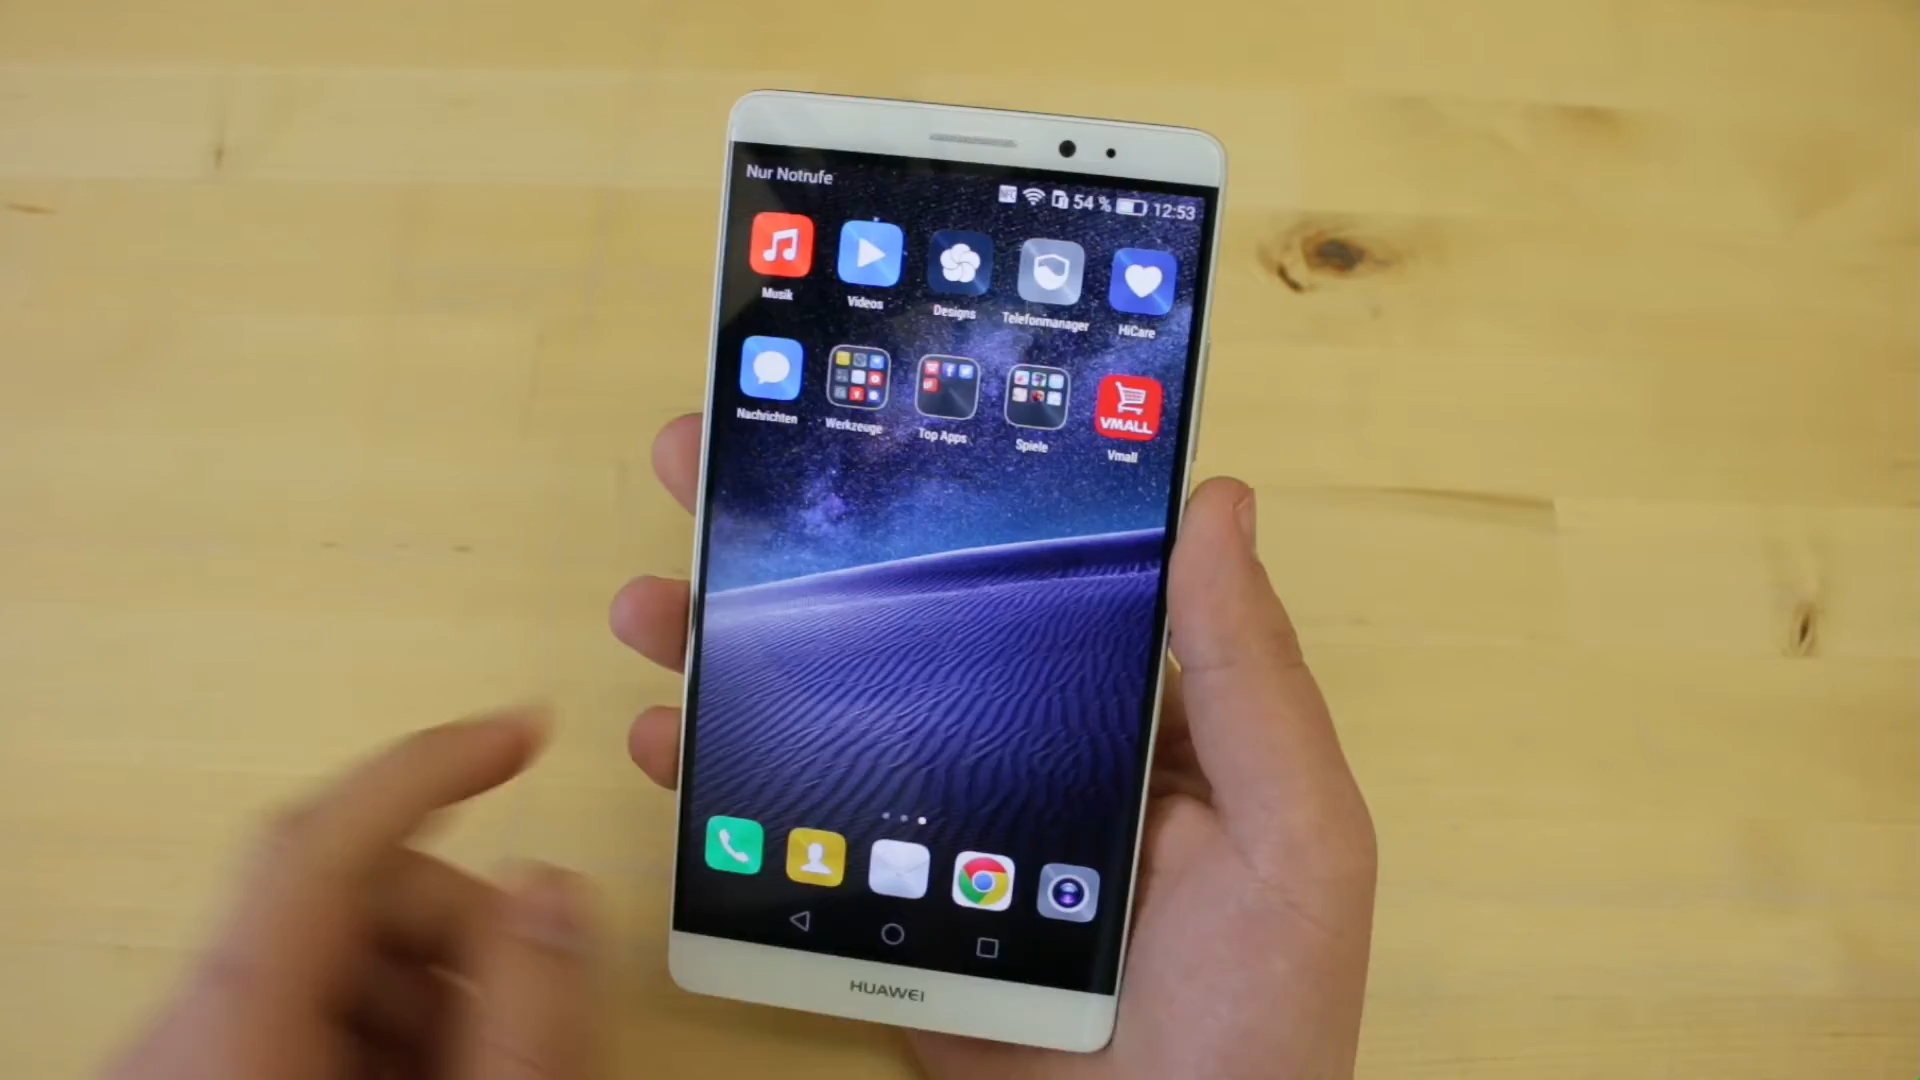 Nur Notrufe
54 % 12:53
Musik
Videos
Designs
Telefonmanager
HiCare
Nachrichten
Werkzeuge
Top Apps
Spiele
VMALL
Vmall
HUAWEI